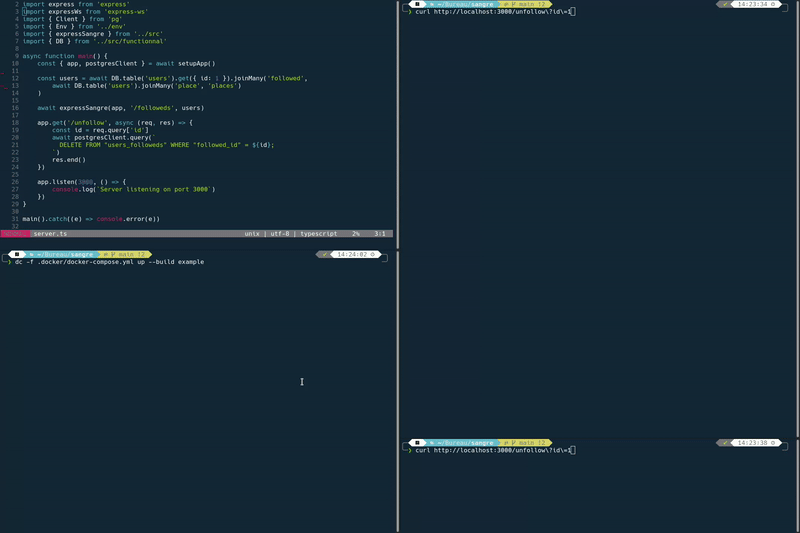 2 import express from 'express'
3 import expressWs from 'express-ws'
4 import { Client } from 'pg'
5 import { Env } from '../env'
6 import { expressSangre } from '../src'
7 import { DB } from '../src/functionnal'
8
9 async function main() {
10 const { app, postgresClient } = await setupApp()
11
12 const users = await DB.table('users').get({ id: 1 }).joinMany('followed',
13 await DB.table('users').joinMany('place', 'places')
14 )
15
16 await expressSangre(app, '/followeds', users)
17
18 app.get('/unfollow', async (req, res) => {
19 const id = req.query['id']
20 await postgresClient.query(`
21 DELETE FROM "users_followeds" WHERE "followed_id" = ${id};
22 `)
23 res.end()
24 })
25
26 app.listen(3000, () => {
27 console.log(`Server listening on port 3000`)
28 })
29 }
30
31 main().catch((e) => console.error(e))
32
server.ts unix | utf-8 | typescript 2% 3:1
~/Bureau/sangre main !2 14:24:02
❯ dc -f .docker/docker-compose.yml up --build example
~/Bureau/sangre main !2 14:23:34
❯ curl http://localhost:3000/unfollow\?id\=1
~/Bureau/sangre main !2 14:23:38
❯ curl http://localhost:3000/unfollow\?id\=1